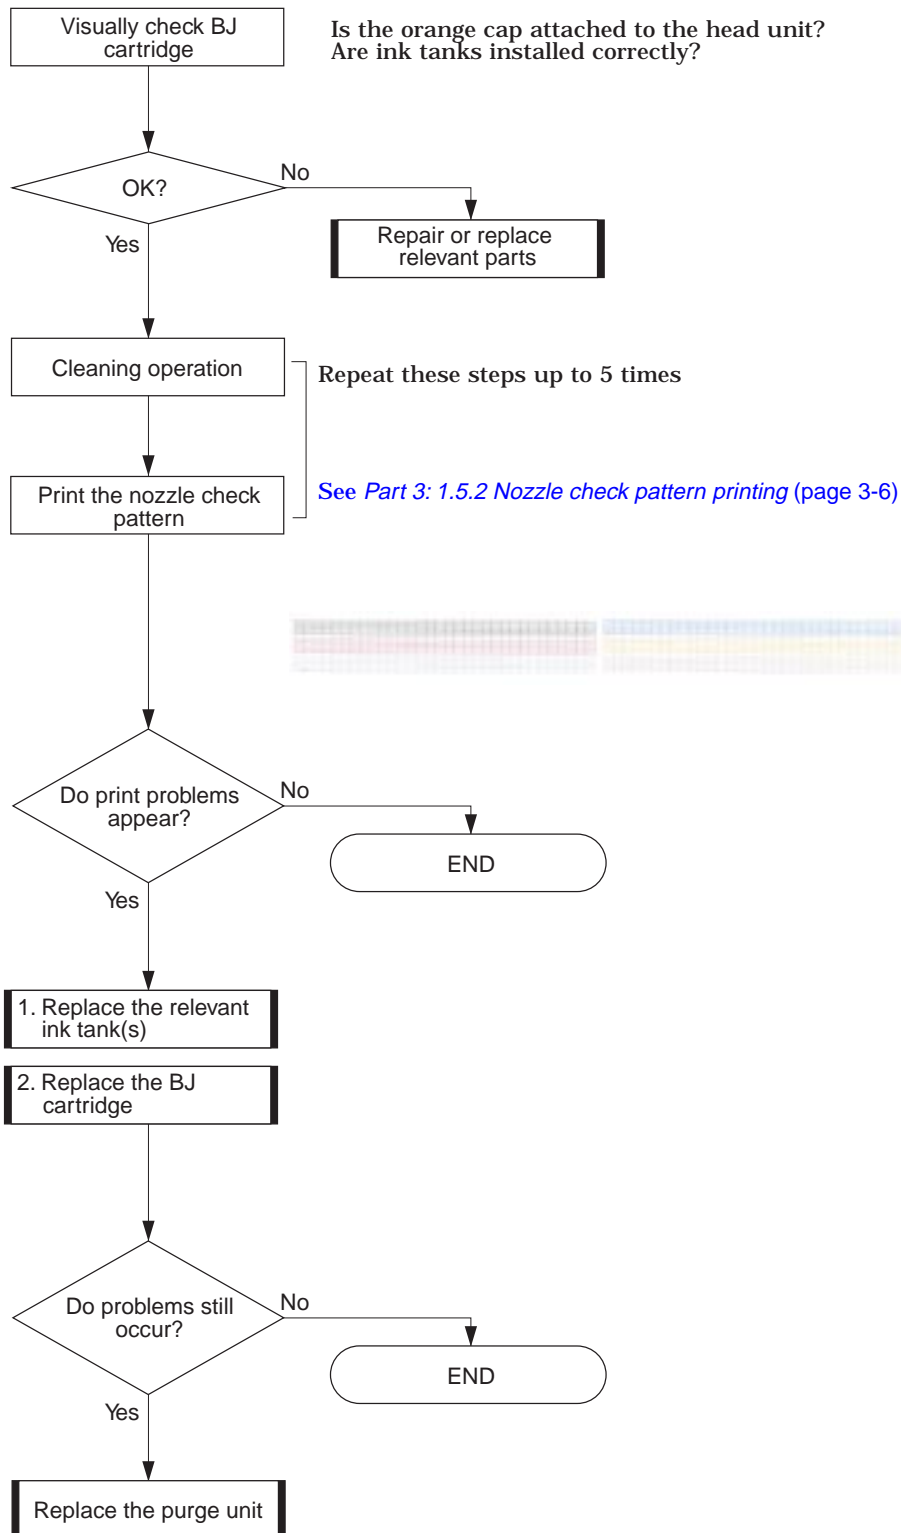 Visually check BJ
cartridge
Is the orange cap attached to the head unit?
Are ink tanks installed correctly?
OK?
No
Yes
Repair or replace
relevant parts
Cleaning operation
Repeat these steps up to 5 times
Print the nozzle check
pattern
See Part 3: 1.5.2 Nozzle check pattern printing (page 3-6)
Do print problems
appear?
No
END
Yes
1. Replace the relevant
ink tank(s)
2. Replace the BJ
cartridge
Do problems still
occur?
No
END
Yes
Replace the purge unit